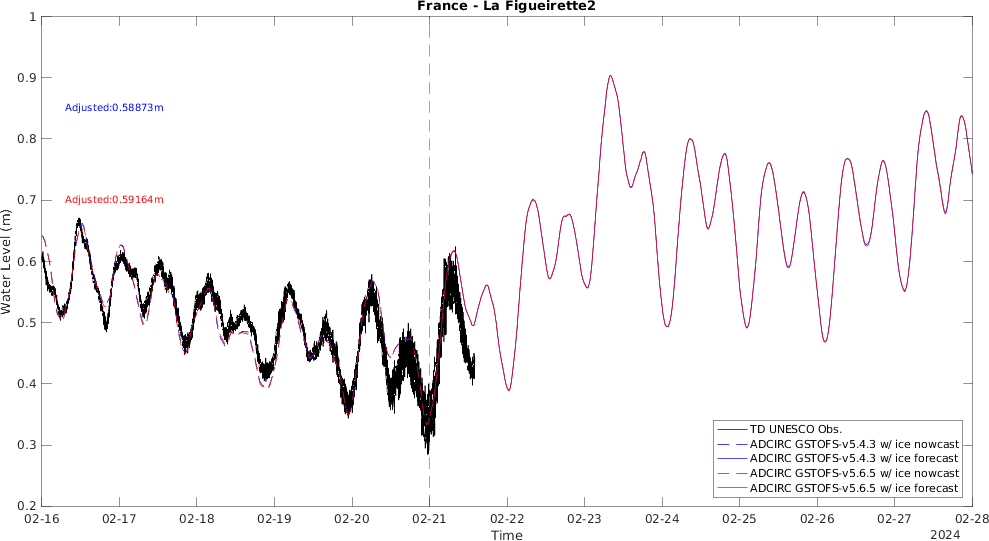 France - La Figueirette2
1
0.9
0.8
0.7
0.6
0.5
0.4
0.3
0.2
Water Level (m)
Adjusted:0.58873m
Adjusted:0.59164m
TD UNESCO Obs.
ADCIRC GSTOFS-v5.4.3 w/ ice nowcast
ADCIRC GSTOFS-v5.4.3 w/ ice forecast
ADCIRC GSTOFS-v5.6.5 w/ ice nowcast
ADCIRC GSTOFS-v5.6.5 w/ ice forecast
02-16 02-17 02-18 02-19 02-20 02-21 02-22 02-23 02-24 02-25 02-26 02-27 02-28
Time
2024